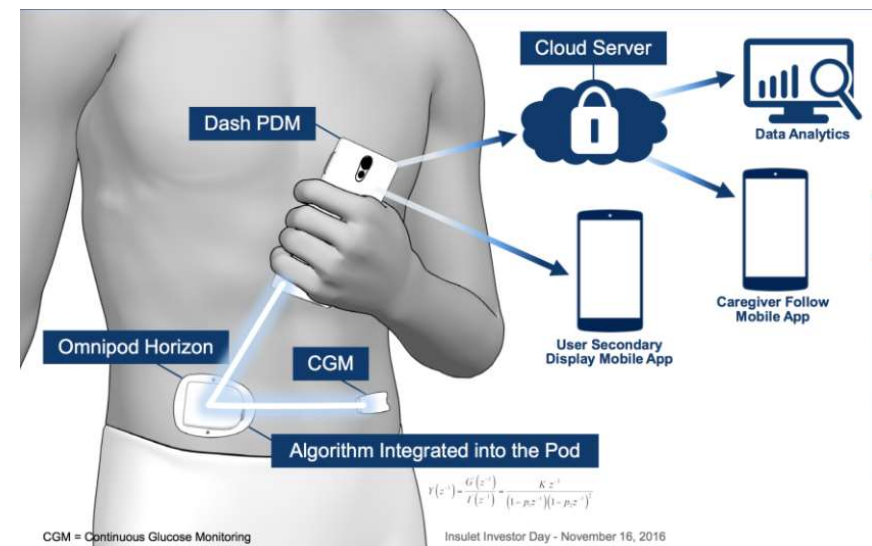 Cloud Server
Dash PDM
Data Analytics
Caregiver Follow
Mobile App
User Secondary
Display Mobile App
Omnipod Horizon
CGM
Algorithm Integrated into the Pod
CGM = Continuous Glucose Monitoring
Insulet Investor Day - November 16, 2016